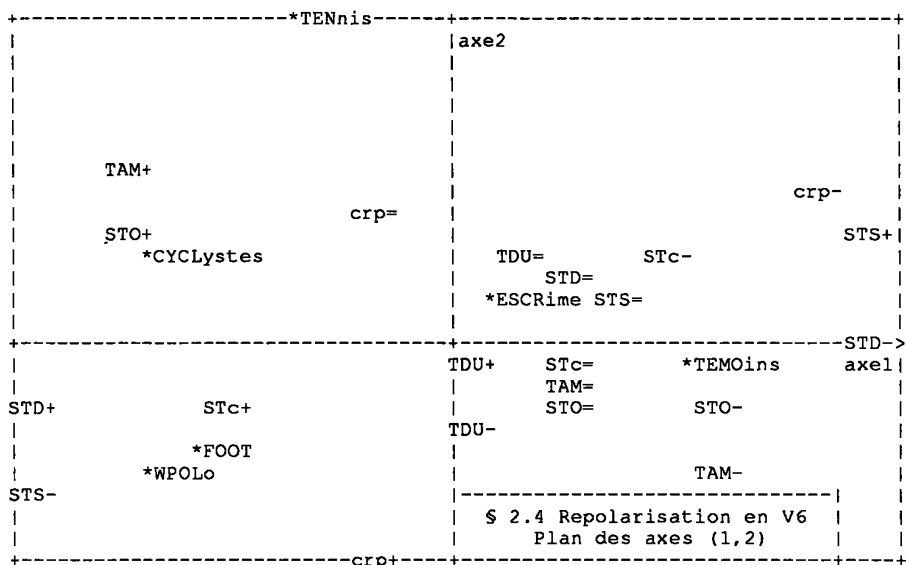 *TENnis
axe2
TAM+
crp-
crp=
STO+ STS+
*CYCLystes TDU= STc-
STD=
*ESCRime STS=
STD->
TDU+ STc= *TEMOins axe1
TAM=
STD+ STc+ STO= STO-
TDU-
*FOOT
*WPOLo TAM-
STS-
§ 2.4 Repolarisation en V6
Plan des axes (1,2)
crp+